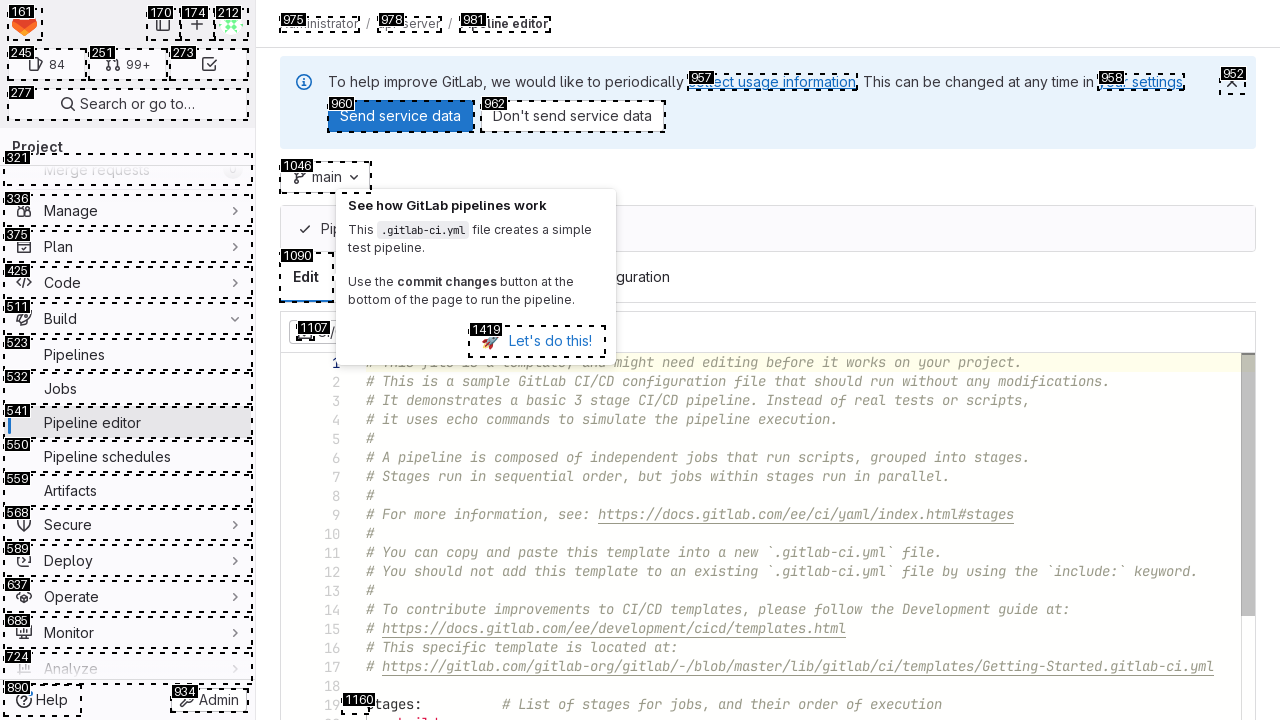 161
170
174
212
245
84
251
99+
273
277
Search or go to…
Project
321
Merge requests
336
Manage
375
Plan
425
Code
511
Build
523
Pipelines
532
Jobs
541
Pipeline editor
550
Pipeline schedules
559
Artifacts
568
Secure
589
Deploy
637
Operate
685
Monitor
724
Analyze
890
Help
934
Admin
975
978
981
/
/
editor
957
958
952
To help improve GitLab, we would like to periodically collect usage information. This can be changed at any time in your settings.
960
Send service data
962
Don't send service data
1046
main
See how GitLab pipelines work
This .gitlab-ci.yml file creates a simple
test pipeline.
Use the commit changes button at the
bottom of the page to run the pipeline.
1419
🚀 Let's do this!
1090
Edit
1107
1 # This file is a template, and might need editing before it works on your project.
2 # This is a sample GitLab CI/CD configuration file that should run without any modifications.
3 # It demonstrates a basic 3 stage CI/CD pipeline. Instead of real tests or scripts,
4 # it uses echo commands to simulate the pipeline execution.
5 #
6 # A pipeline is composed of independent jobs that run scripts, grouped into stages.
7 # Stages run in sequential order, but jobs within stages run in parallel.
8 #
9 # For more information, see: https://docs.gitlab.com/ee/ci/yaml/index.html#stages
10 #
11 # You can copy and paste this template into a new `.gitlab-ci.yml` file.
12 # You should not add this template to an existing `.gitlab-ci.yml` file by using the `include:` keyword.
13 #
14 # To contribute improvements to CI/CD templates, please follow the Development guide at:
15 # https://docs.gitlab.com/ee/development/cicd/templates.html
16 # This specific template is located at:
17 # https://gitlab.com/gitlab-org/gitlab/-/blob/master/lib/gitlab/ci/templates/Getting-Started.gitlab-ci.yml
18
1160
19 stages: # List of stages for jobs, and their order of execution